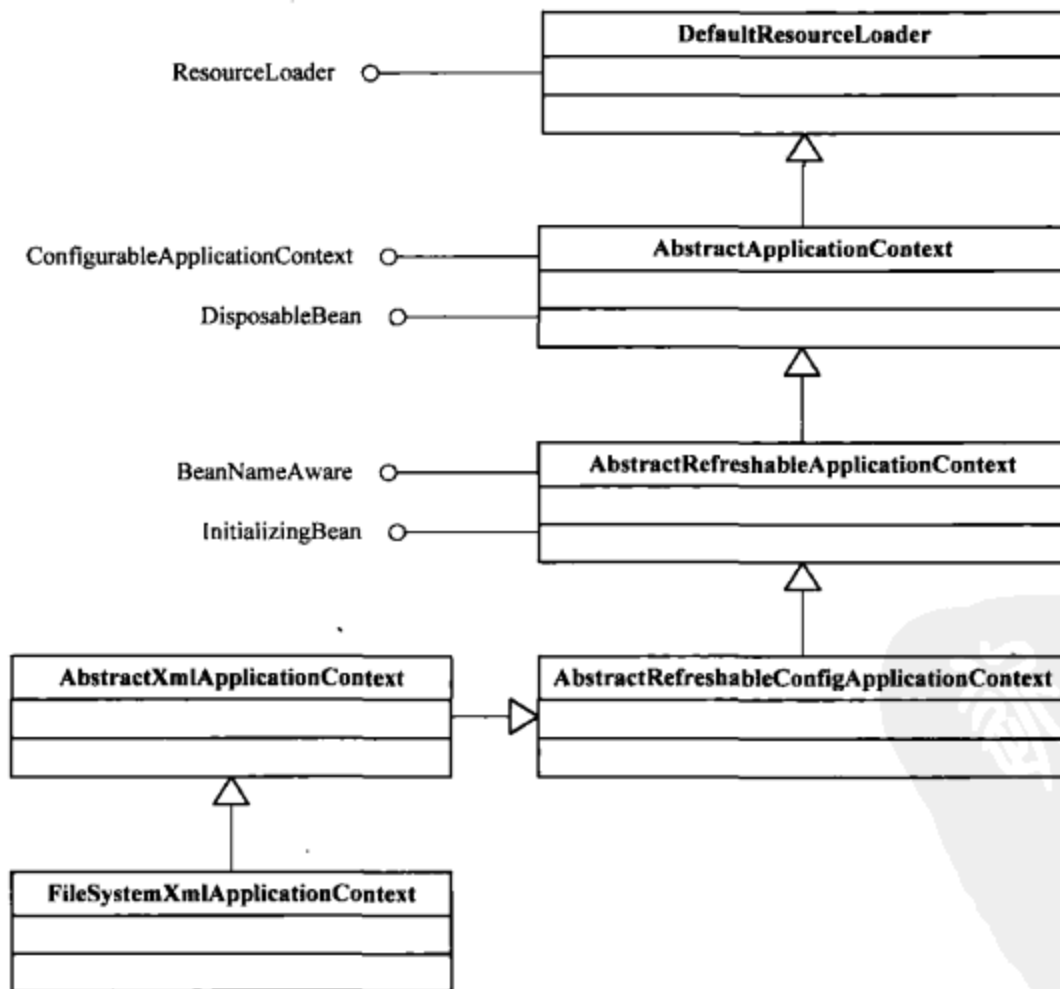 DefaultResourceLoader
ResourceLoader
AbstractApplicationContext
ConfigurableApplicationContext
DisposableBean
AbstractRefreshableApplicationContext
BeanNameAware
InitializingBean
AbstractXmlApplicationContext
AbstractRefreshableConfigApplicationContext
FileSystemXmlApplicationContext